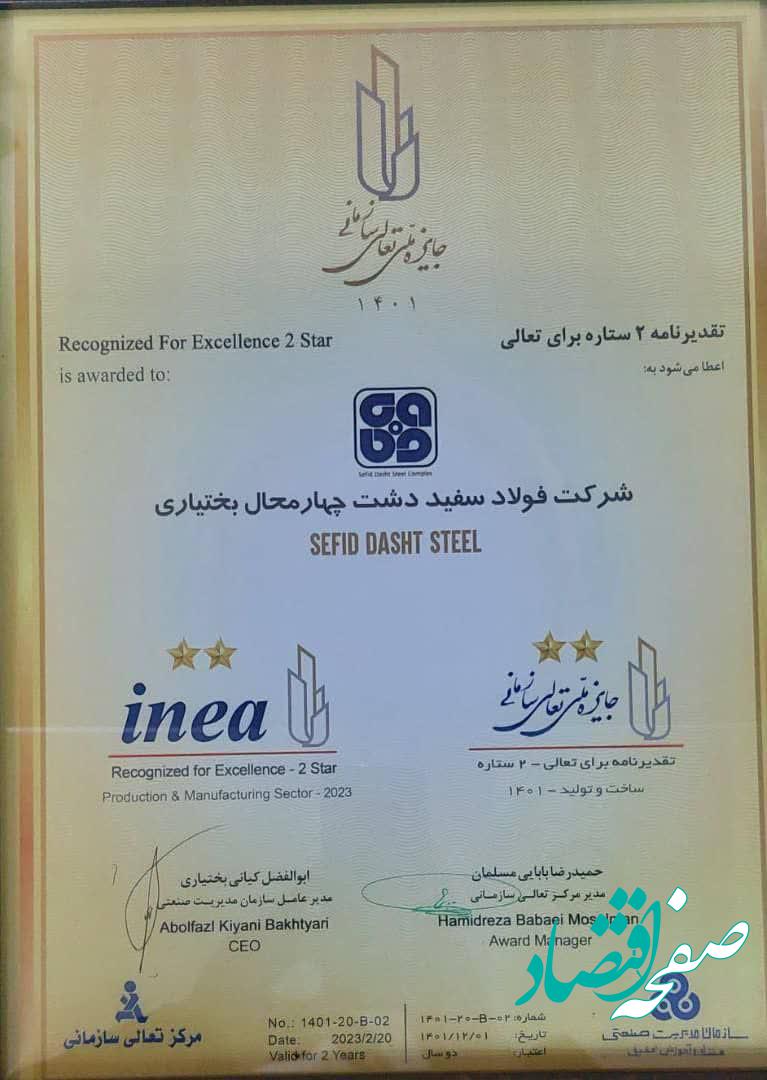 جایزه ملی تعالی سازمانی
۱۴۰۱
تقدیرنامه ۲ ستاره برای تعالی
اعطا می‌شود به:
Recognized For Excellence 2 Star
is awarded to:
Sefid Dasht Steel Complex
شرکت فولاد سفید دشت چهارمحال بختیاری
SEFID DASHT STEEL
جایزه ملی تعالی سازمانی
تقدیرنامه برای تعالی - ۲ ستاره
ساخت و تولید - ۱۴۰۱
inea
Recognized for Excellence - 2 Star
Production & Manufacturing Sector - 2023
حمیدرضا بابایی مسلمان
مدیر مرکز تعالی سازمانی
Hamidreza Babaei
Award Manager
ابوالفضل کیانی بختیاری
مدیر عامل سازمان مدیریت صنعتی
Abolfazl Kiyani Bakhtyari
CEO
صفحه اقتصاد
سازمان مدیریت صنعتی
شماره: ۱۴۰۱-۲۰-B-۰۲
تاریخ: ۱۴۰۱/۱۲/۰۱
اعتبار: دو سال
No.: 1401-20-B-02
Date: 2023/2/20
Valid for 2 Years
مرکز تعالی سازمانی